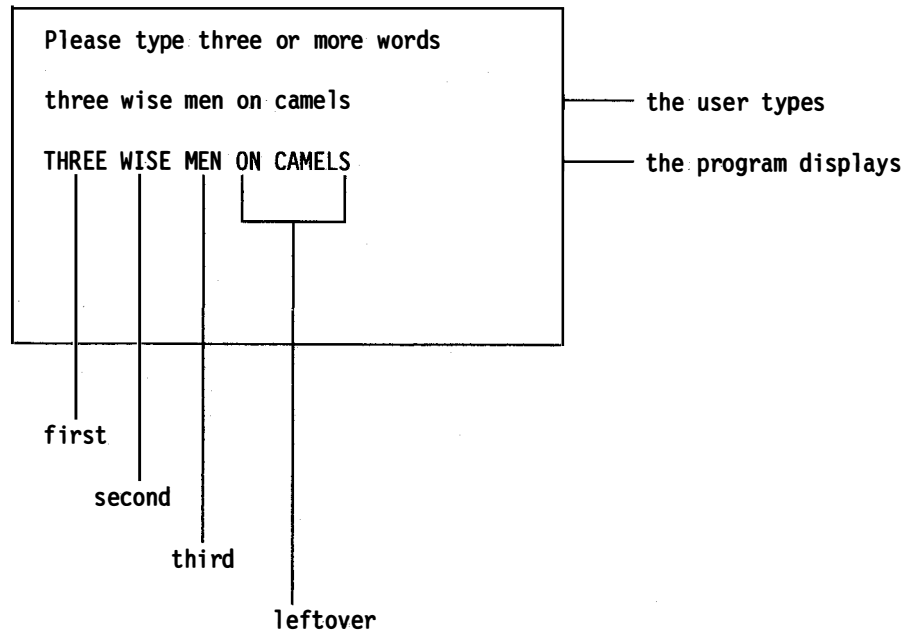 Please type three or more words
three wise men on camels
the user types
THREE WISE MEN ON CAMELS
the program displays
first
second
third
leftover